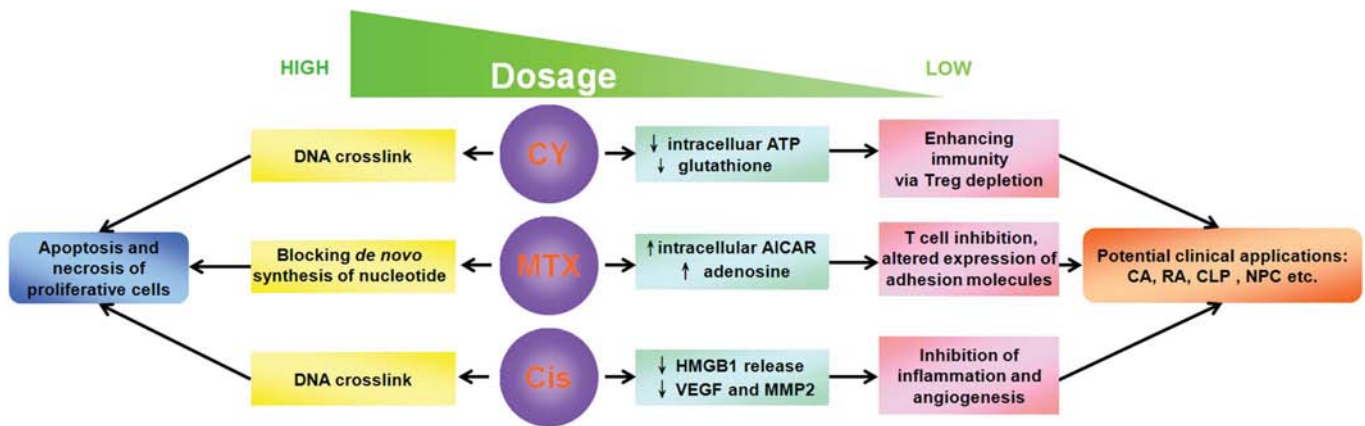 HIGH
Dosage
LOW
DNA crosslink
CY
↓ intracelluar ATP
↓ glutathione
Enhancing
immunity
via Treg depletion
Apoptosis and
necrosis of
proliferative cells
Blocking de novo
synthesis of nucleotide
MTX
↑ intracellular AICAR
↑ adenosine
T cell inhibition,
altered expression of
adhesion molecules
Potential clinical applications:
CA, RA, CLP , NPC etc.
DNA crosslink
Cis
↓ HMGB1 release
↓ VEGF and MMP2
Inhibition of
inflammation and
angiogenesis